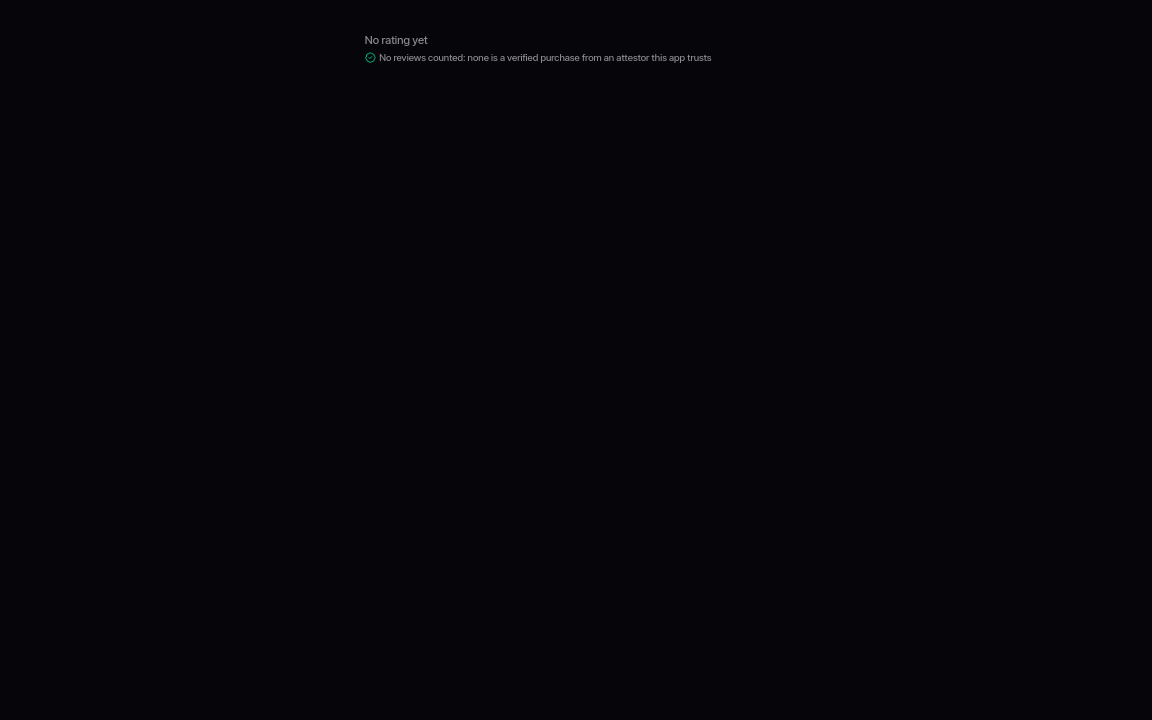 No rating yet
No reviews counted: none is a verified purchase from an attestor this app trusts